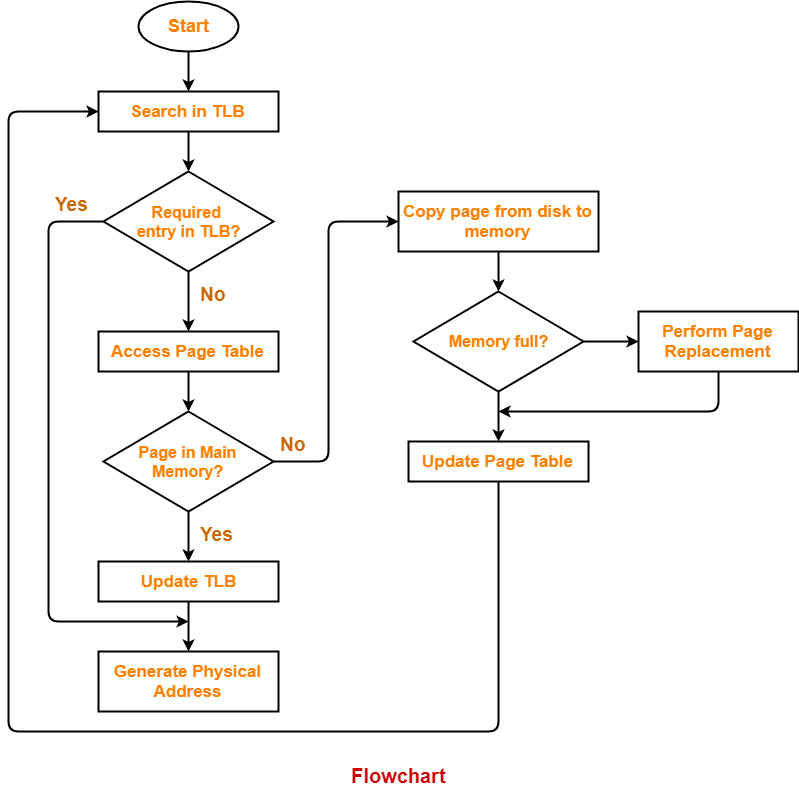 Start
Search in TLB
Yes
Required
entry in TLB?
No
Access Page Table
Page in Main
Memory?
No
Yes
Update TLB
Generate Physical
Address
Copy page from disk to
memory
Memory full?
Perform Page
Replacement
Update Page Table
Flowchart